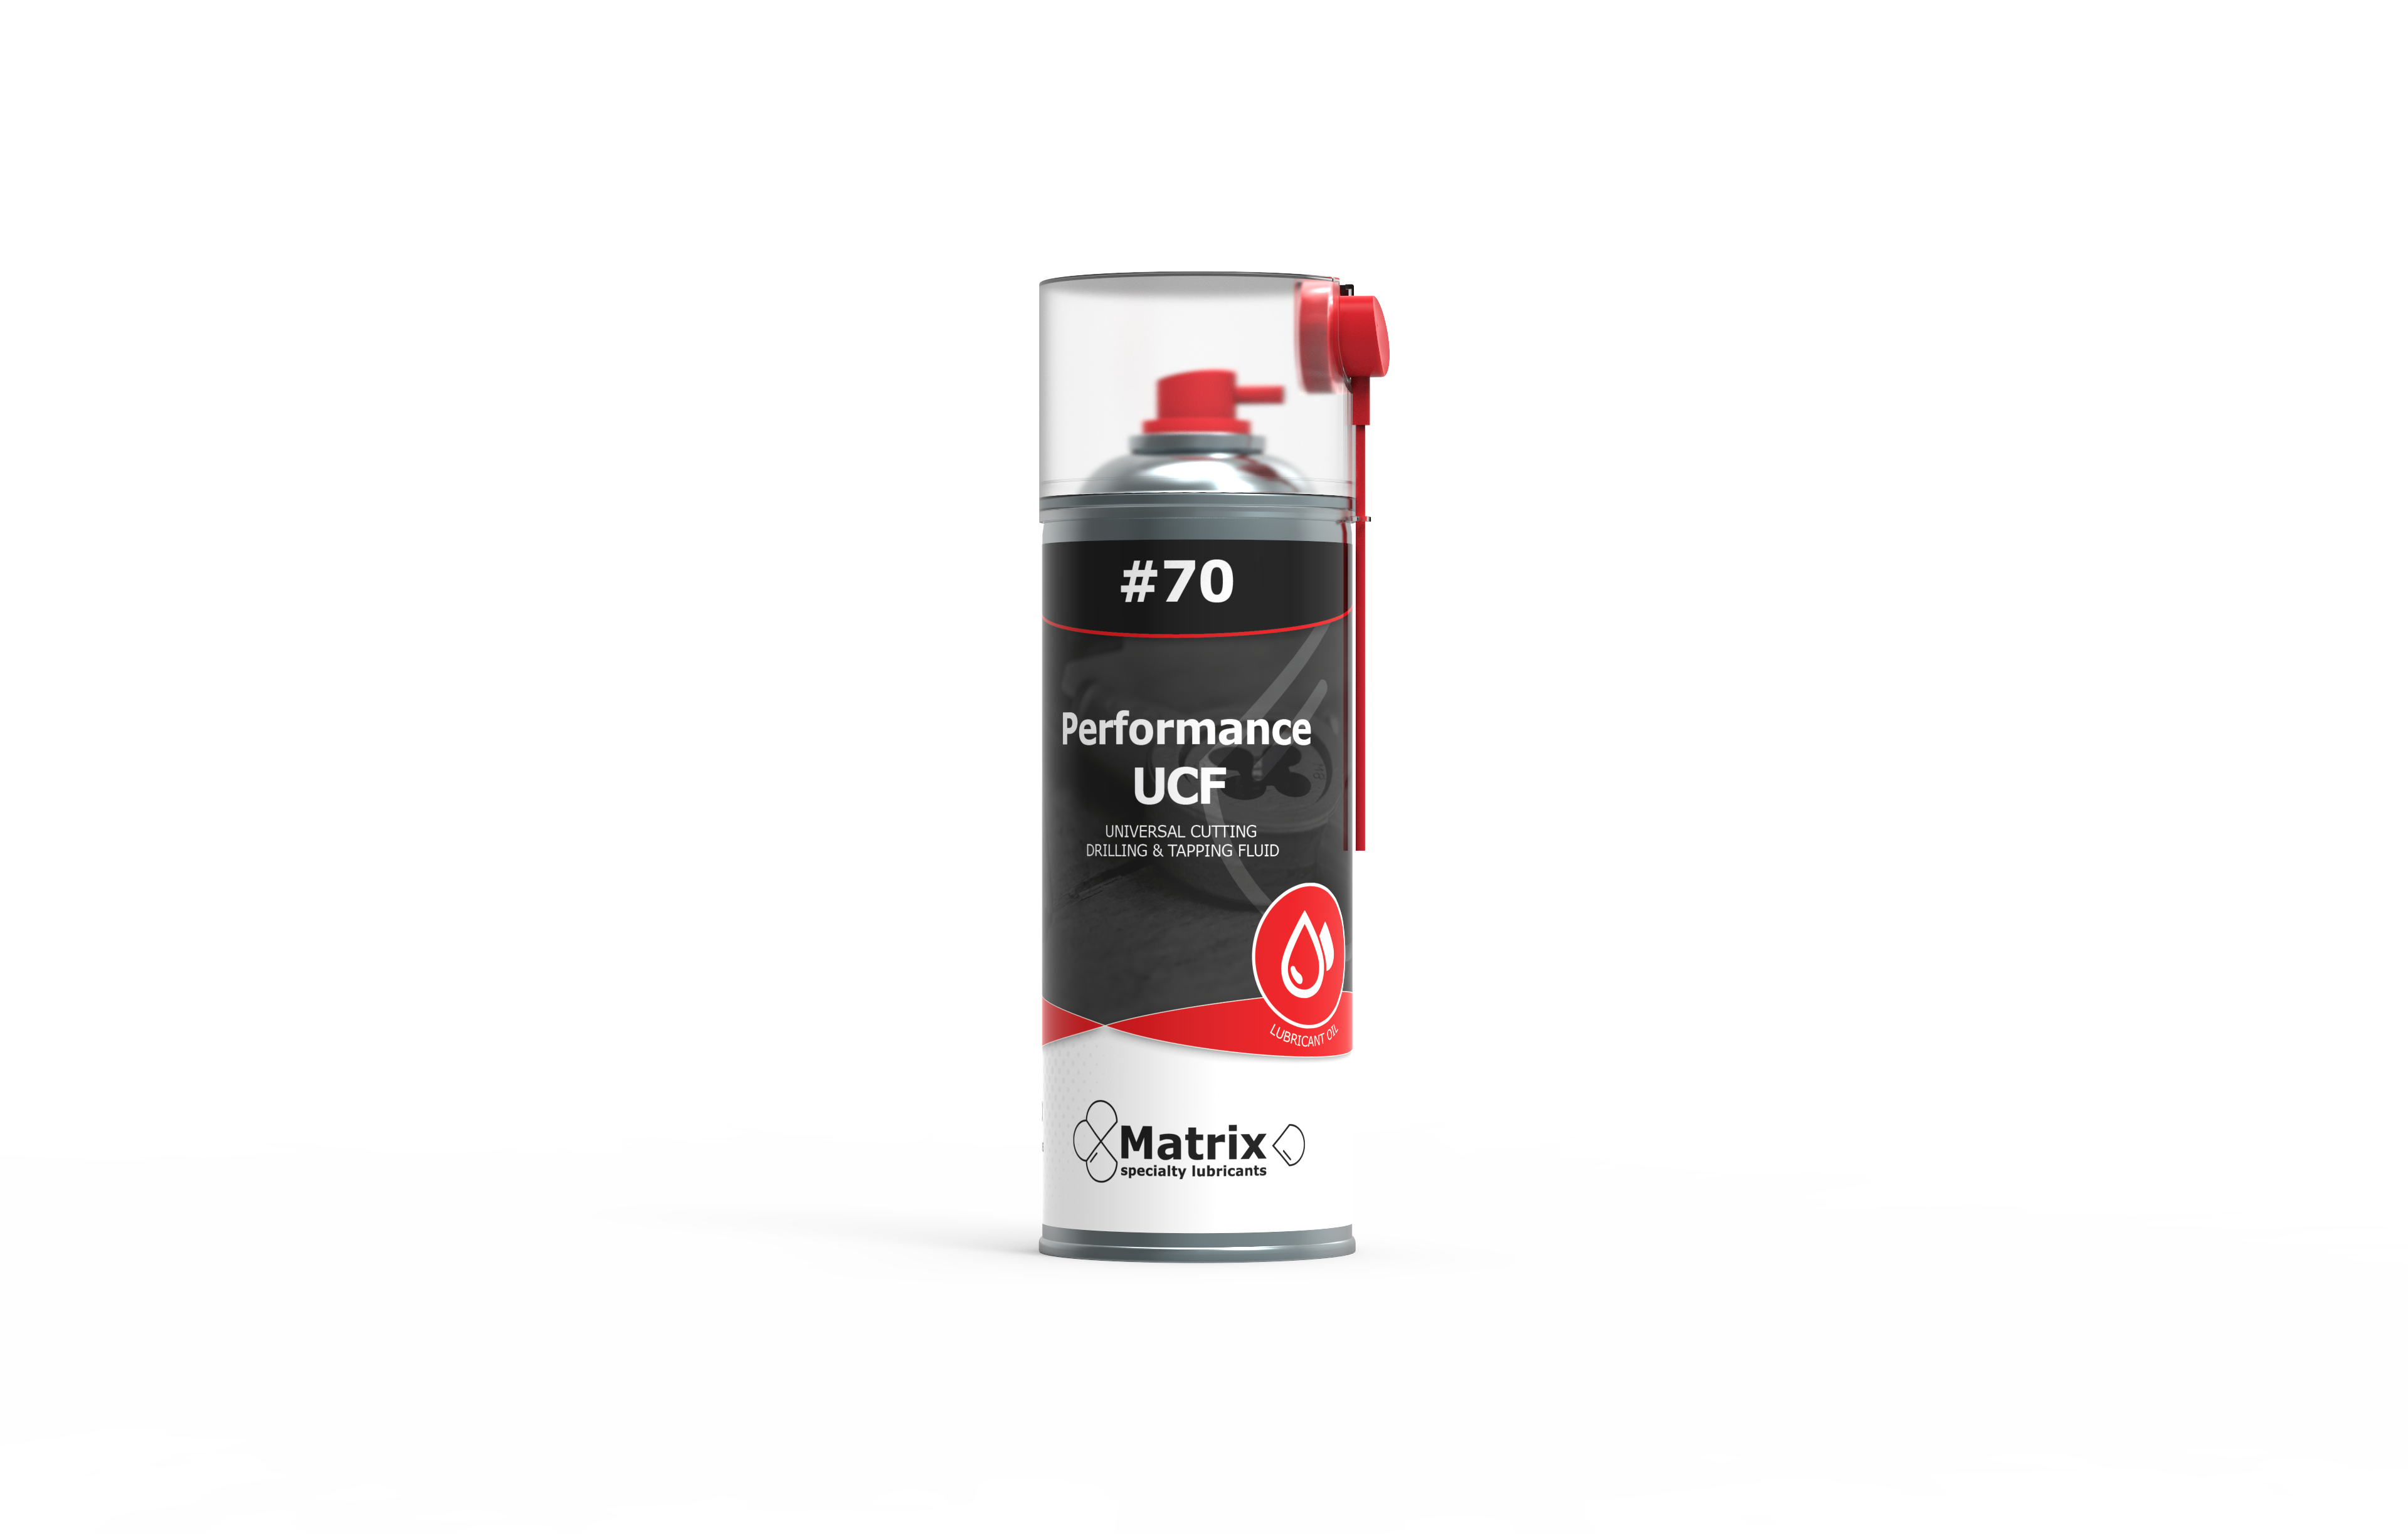 #70
Performance
UCF
UNIVERSAL CUTTING
DRILLING & TAPPING FLUID
LUBRICANT OIL
Matrix
specialty lubricants